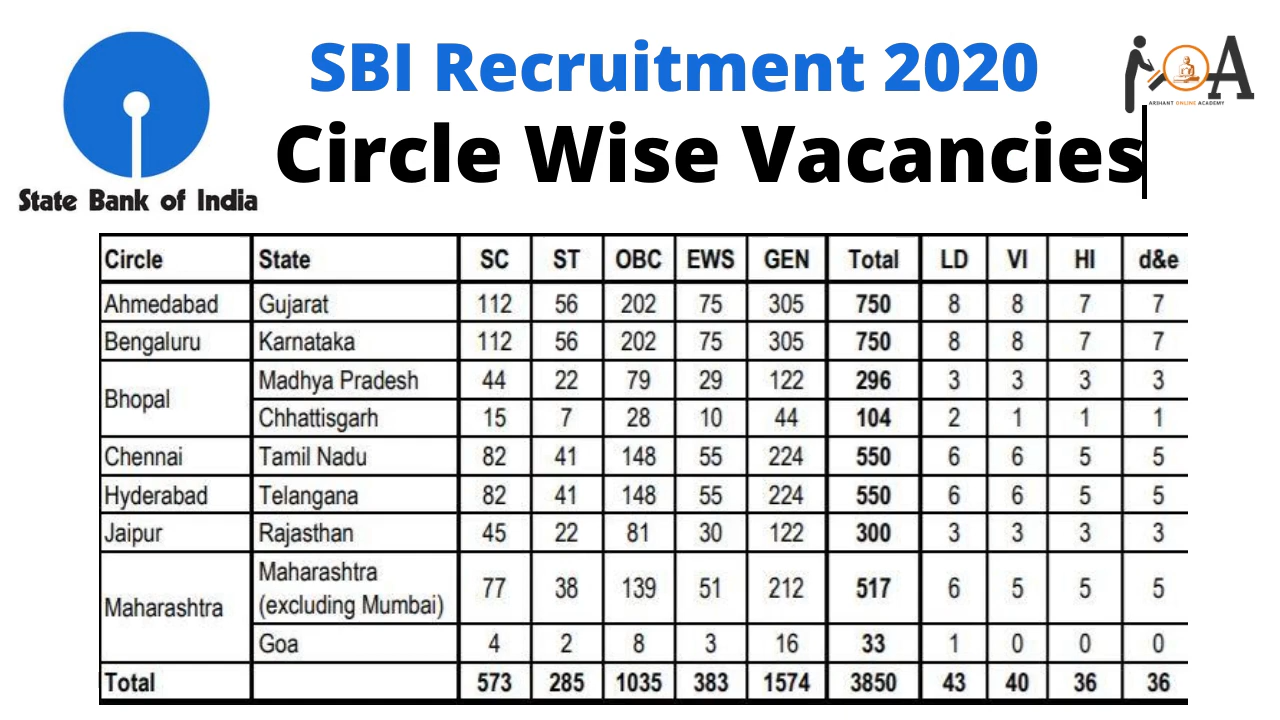 SBI Recruitment 2020
ARIHANT ONLINE ACADEMY
Circle Wise Vacancies
State Bank of India
Circle State SC ST OBC EWS GEN Total LD VI HI d&e
Ahmedabad Gujarat 112 56 202 75 305 750 8 8 7 7
Bengaluru Karnataka 112 56 202 75 305 750 8 8 7 7
Bhopal Madhya Pradesh 44 22 79 29 122 296 3 3 3 3
Chhattisgarh 15 7 28 10 44 104 2 1 1 1
Chennai Tamil Nadu 82 41 148 55 224 550 6 6 5 5
Hyderabad Telangana 82 41 148 55 224 550 6 6 5 5
Jaipur Rajasthan 45 22 81 30 122 300 3 3 3 3
Maharashtra Maharashtra
(excluding Mumbai) 77 38 139 51 212 517 6 5 5 5
Goa 4 2 8 3 16 33 1 0 0 0
Total 573 285 1035 383 1574 3850 43 40 36 36